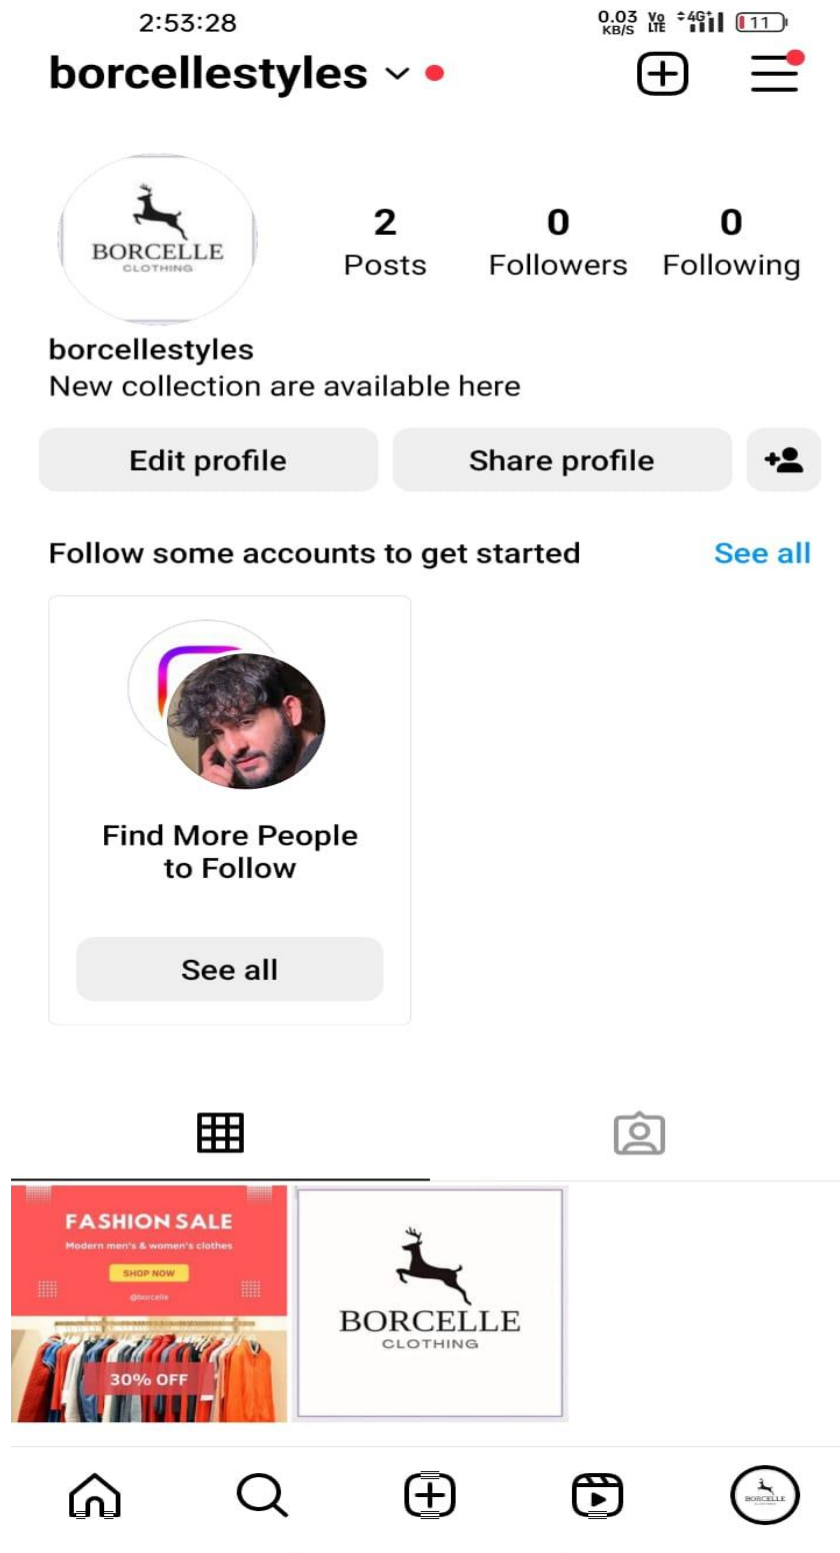 2:53:28
0.03 KB/S Vo LTE 4G+ 11
borcellestyles
BORCELLE
CLOTHING
2 0 0
Posts Followers Following
borcellestyles
New collection are available here
Edit profile Share profile
Follow some accounts to get started See all
Find More People
to Follow
See all
FASHION SALE
Modern men's & women's clothes
SHOP NOW
@borcelle
30% OFF
BORCELLE
CLOTHING
BORCELLE